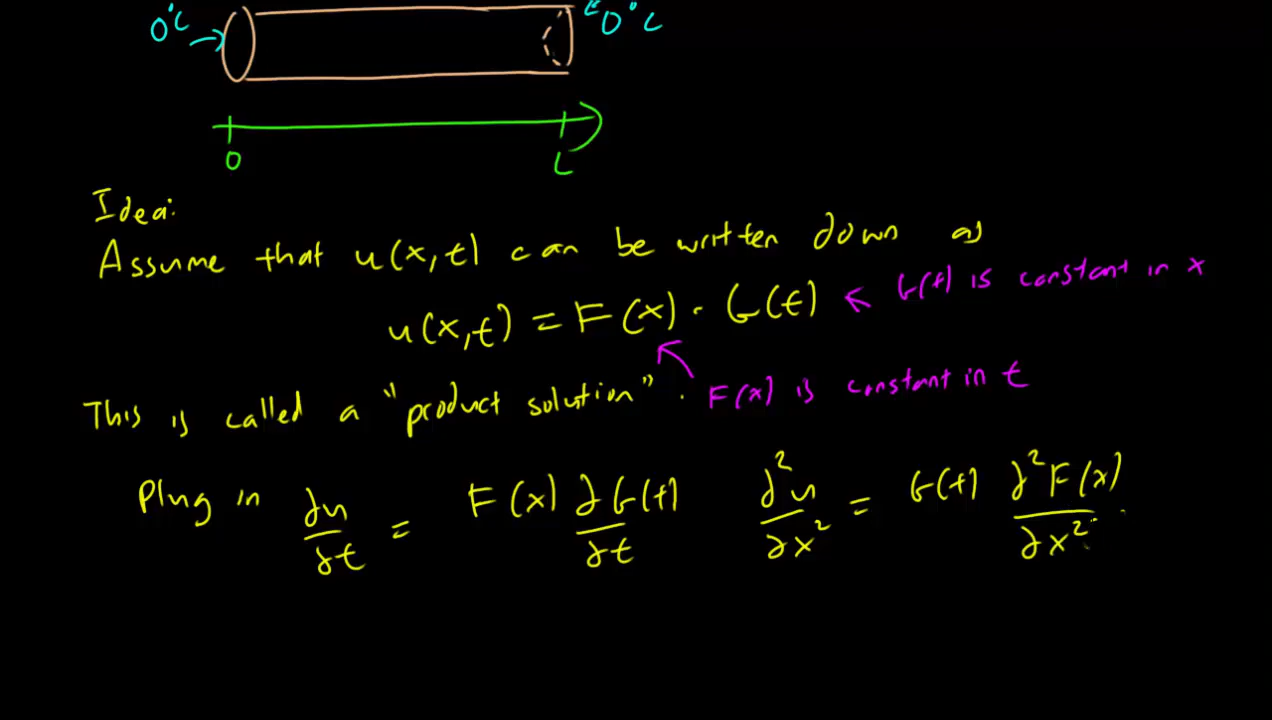 0°C 0°C
0 L
Idea:
Assume that u(x,t) can be written down as
u(x,t) = F(x) · G(t) ← G(t) is constant in x
This is called a "product solution". F(x) is constant in t
Plug in ∂u/∂t = F(x) ∂G(t)/∂t ∂²u/∂x² = G(t) ∂²F(x)/∂x²